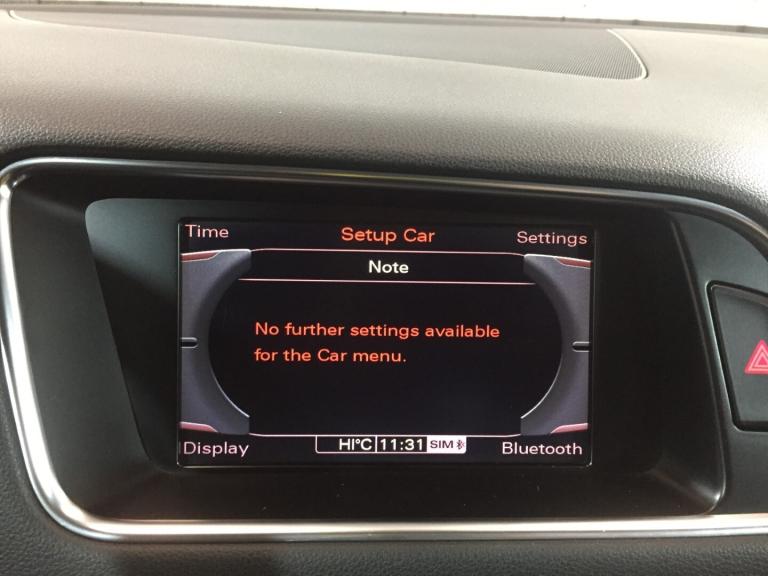 Time
Setup Car
Settings
Note
No further settings available
for the Car menu.
Display
HI°C 11:31 SIM
Bluetooth